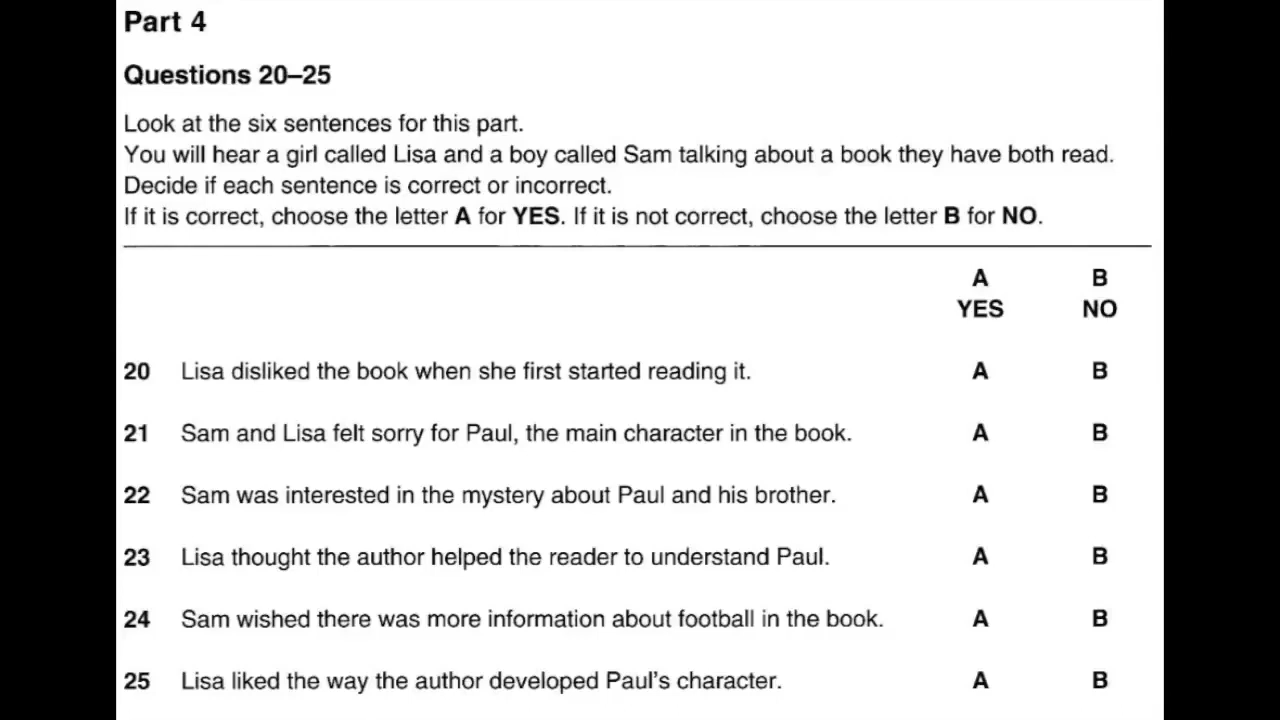 Part 4
Questions 20–25
Look at the six sentences for this part.
You will hear a girl called Lisa and a boy called Sam talking about a book they have both read.
Decide if each sentence is correct or incorrect.
If it is correct, choose the letter A for YES. If it is not correct, choose the letter B for NO.
A B
YES NO
20 Lisa disliked the book when she first started reading it. A B
21 Sam and Lisa felt sorry for Paul, the main character in the book. A B
22 Sam was interested in the mystery about Paul and his brother. A B
23 Lisa thought the author helped the reader to understand Paul. A B
24 Sam wished there was more information about football in the book. A B
25 Lisa liked the way the author developed Paul's character. A B